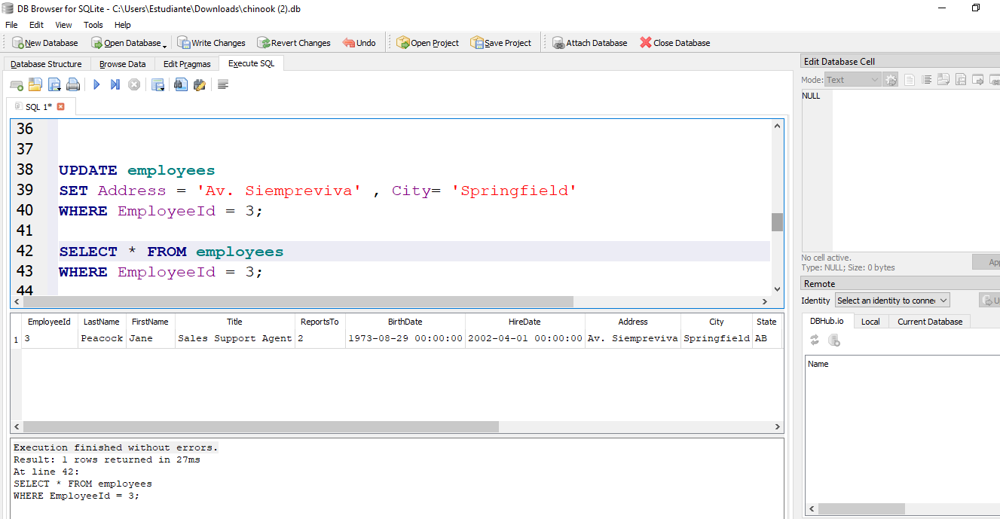 DB Browser for SQLite - C:\Users\Estudiante\Downloads\chinook (2).db
File Edit View Tools Help
New Database Open Database Write Changes Revert Changes Undo Open Project Save Project Attach Database Close Database
Database Structure Browse Data Edit Pragmas Execute SQL
SQL 1*
36
37
38 UPDATE employees
39 SET Address = 'Av. Siempreviva' , City= 'Springfield'
40 WHERE EmployeeId = 3;
41
42 SELECT * FROM employees
43 WHERE EmployeeId = 3;
44
EmployeeId LastName FirstName Title ReportsTo BirthDate HireDate Address City State
1 3 Peacock Jane Sales Support Agent 2 1973-08-29 00:00:00 2002-04-01 00:00:00 Av. Siempreviva Springfield AB
Execution finished without errors.
Result: 1 rows returned in 27ms
At line 42:
SELECT * FROM employees
WHERE EmployeeId = 3;
Edit Database Cell
Mode: Text
NULL
No cell active.
Type: NULL; Size: 0 bytes
App
Remote
Identity Select an identity to connec U
DBHub.io Local Current Database
Name